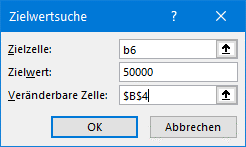 Zielwertsuche ? ×
Zielzelle: b6
Zielwert: 50000
Veränderbare Zelle: $B$4
OK Abbrechen